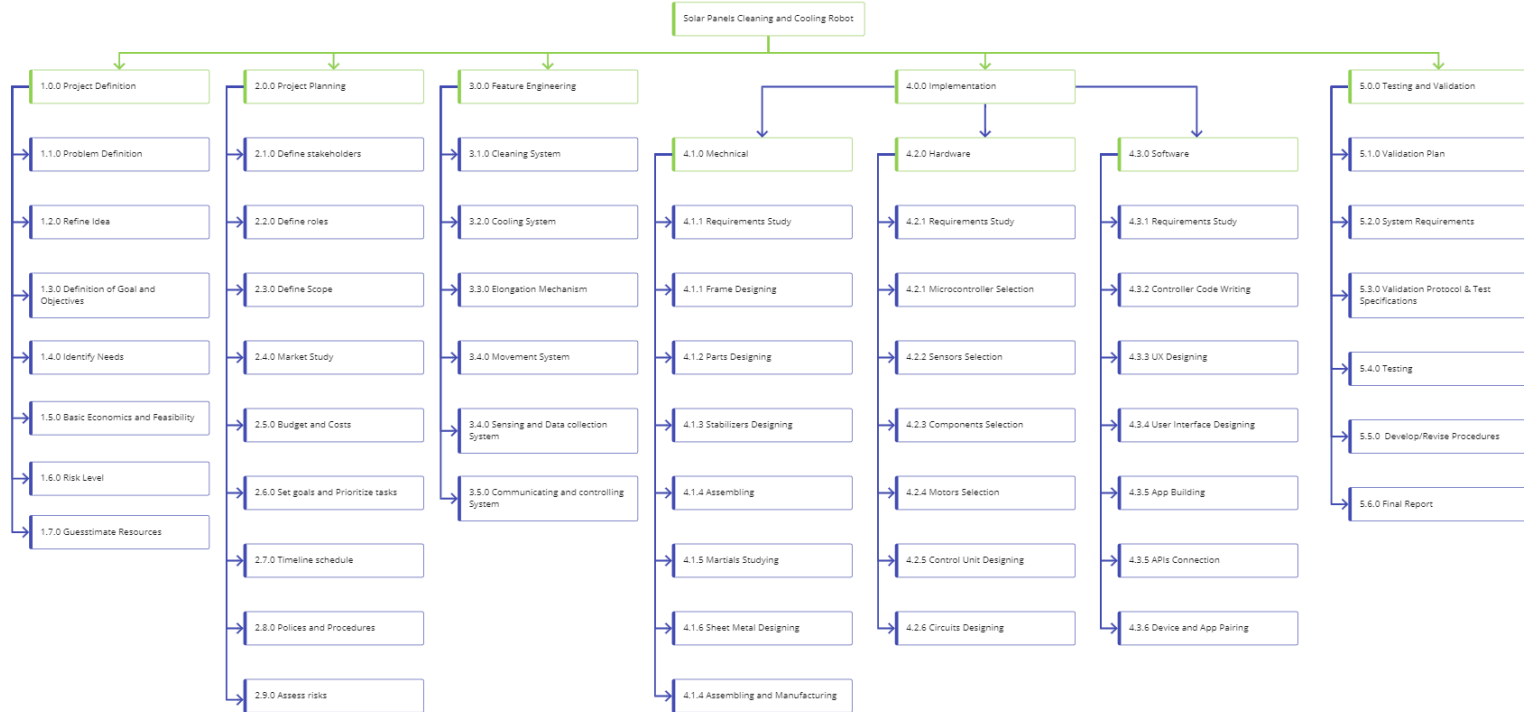 Solar Panels Cleaning and Cooling Robot
1.0.0 Project Definition
1.1.0 Problem Definition
1.2.0 Refine Idea
1.3.0 Definition of Goal and
Objectives
1.4.0 Identify Needs
1.5.0 Basic Economics and Feasibility
1.6.0 Risk Level
1.7.0 Guesstimate Resources
2.0.0 Project Planning
2.1.0 Define stakeholders
2.2.0 Define roles
2.3.0 Define Scope
2.4.0 Market Study
2.5.0 Budget and Costs
2.6.0 Set goals and Prioritize tasks
2.7.0 Timeline schedule
2.8.0 Polices and Procedures
2.9.0 Assess risks
3.0.0 Feature Engineering
3.1.0 Cleaning System
3.2.0 Cooling System
3.3.0 Elongation Mechanism
3.4.0 Movement System
3.4.0 Sensing and Data collection
System
3.5.0 Communicating and controlling
System
4.0.0 Implementation
4.1.0 Mechnical
4.1.1 Requirements Study
4.1.1 Frame Designing
4.1.2 Parts Designing
4.1.3 Stabilizers Designing
4.1.4 Assembling
4.1.5 Martials Studying
4.1.6 Sheet Metal Designing
4.1.4 Assembling and Manufacturing
4.2.0 Hardware
4.2.1 Requirements Study
4.2.1 Microcontroller Selection
4.2.2 Sensors Selection
4.2.3 Components Selection
4.2.4 Motors Selection
4.2.5 Control Unit Designing
4.2.6 Circuits Designing
4.3.0 Software
4.3.1 Requirements Study
4.3.2 Controller Code Writing
4.3.3 UX Designing
4.3.4 User Interface Designing
4.3.5 App Building
4.3.5 APIs Connection
4.3.6 Device and App Pairing
5.0.0 Testing and Validation
5.1.0 Validation Plan
5.2.0 System Requirements
5.3.0 Validation Protocol & Test
Specifications
5.4.0 Testing
5.5.0 Develop/Revise Procedures
5.6.0 Final Report